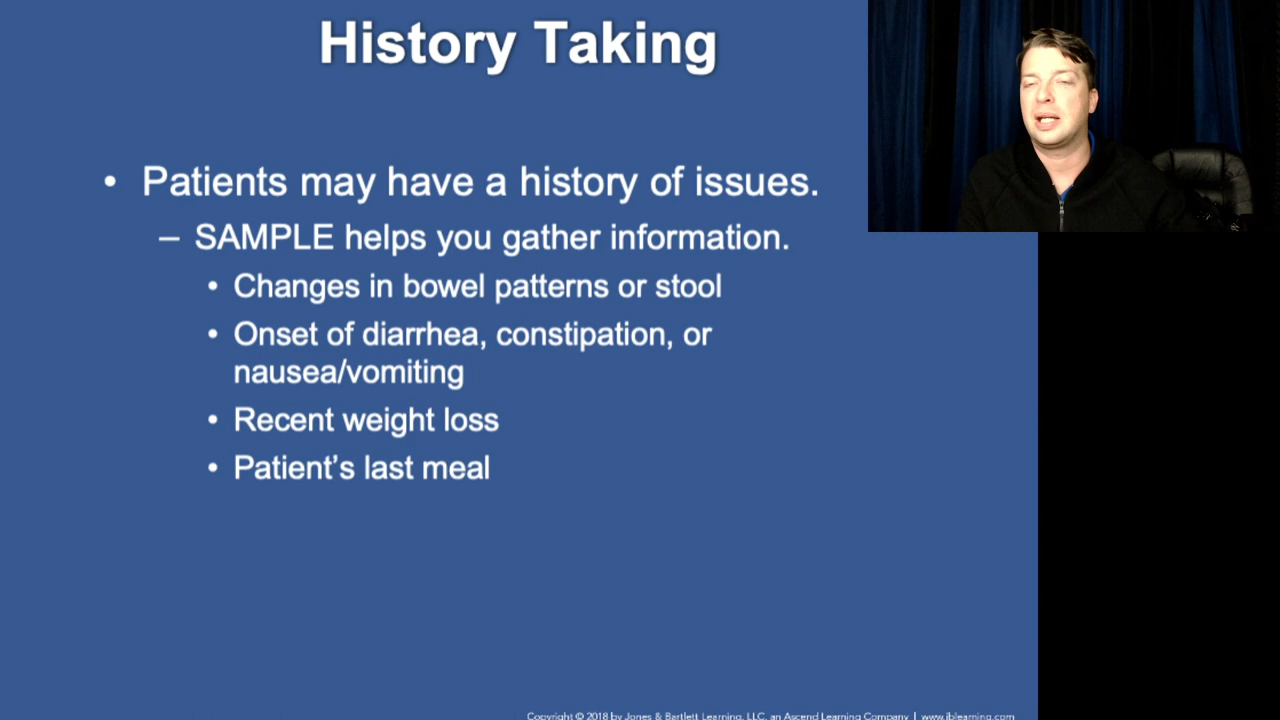 History Taking
• Patients may have a history of issues.
– SAMPLE helps you gather information.
• Changes in bowel patterns or stool
• Onset of diarrhea, constipation, or
nausea/vomiting
• Recent weight loss
• Patient’s last meal
Copyright © 2018 by Jones & Bartlett Learning, LLC, an Ascend Learning Company | www.jblearning.com